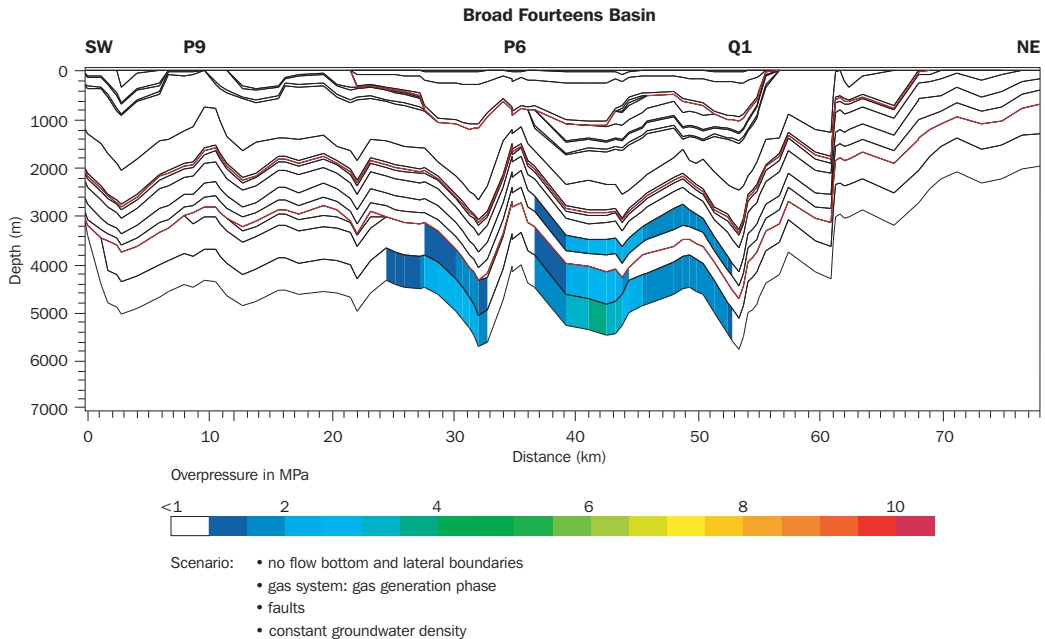 Broad Fourteens Basin
SW P9 P6 Q1 NE
0
1000
2000
3000
4000
5000
6000
7000
Depth (m)
0 10 20 30 40 50 60 70
Distance (km)
Overpressure in MPa
<1 2 4 6 8 10
Scenario: • no flow bottom and lateral boundaries
• gas system: gas generation phase
• faults
• constant groundwater density